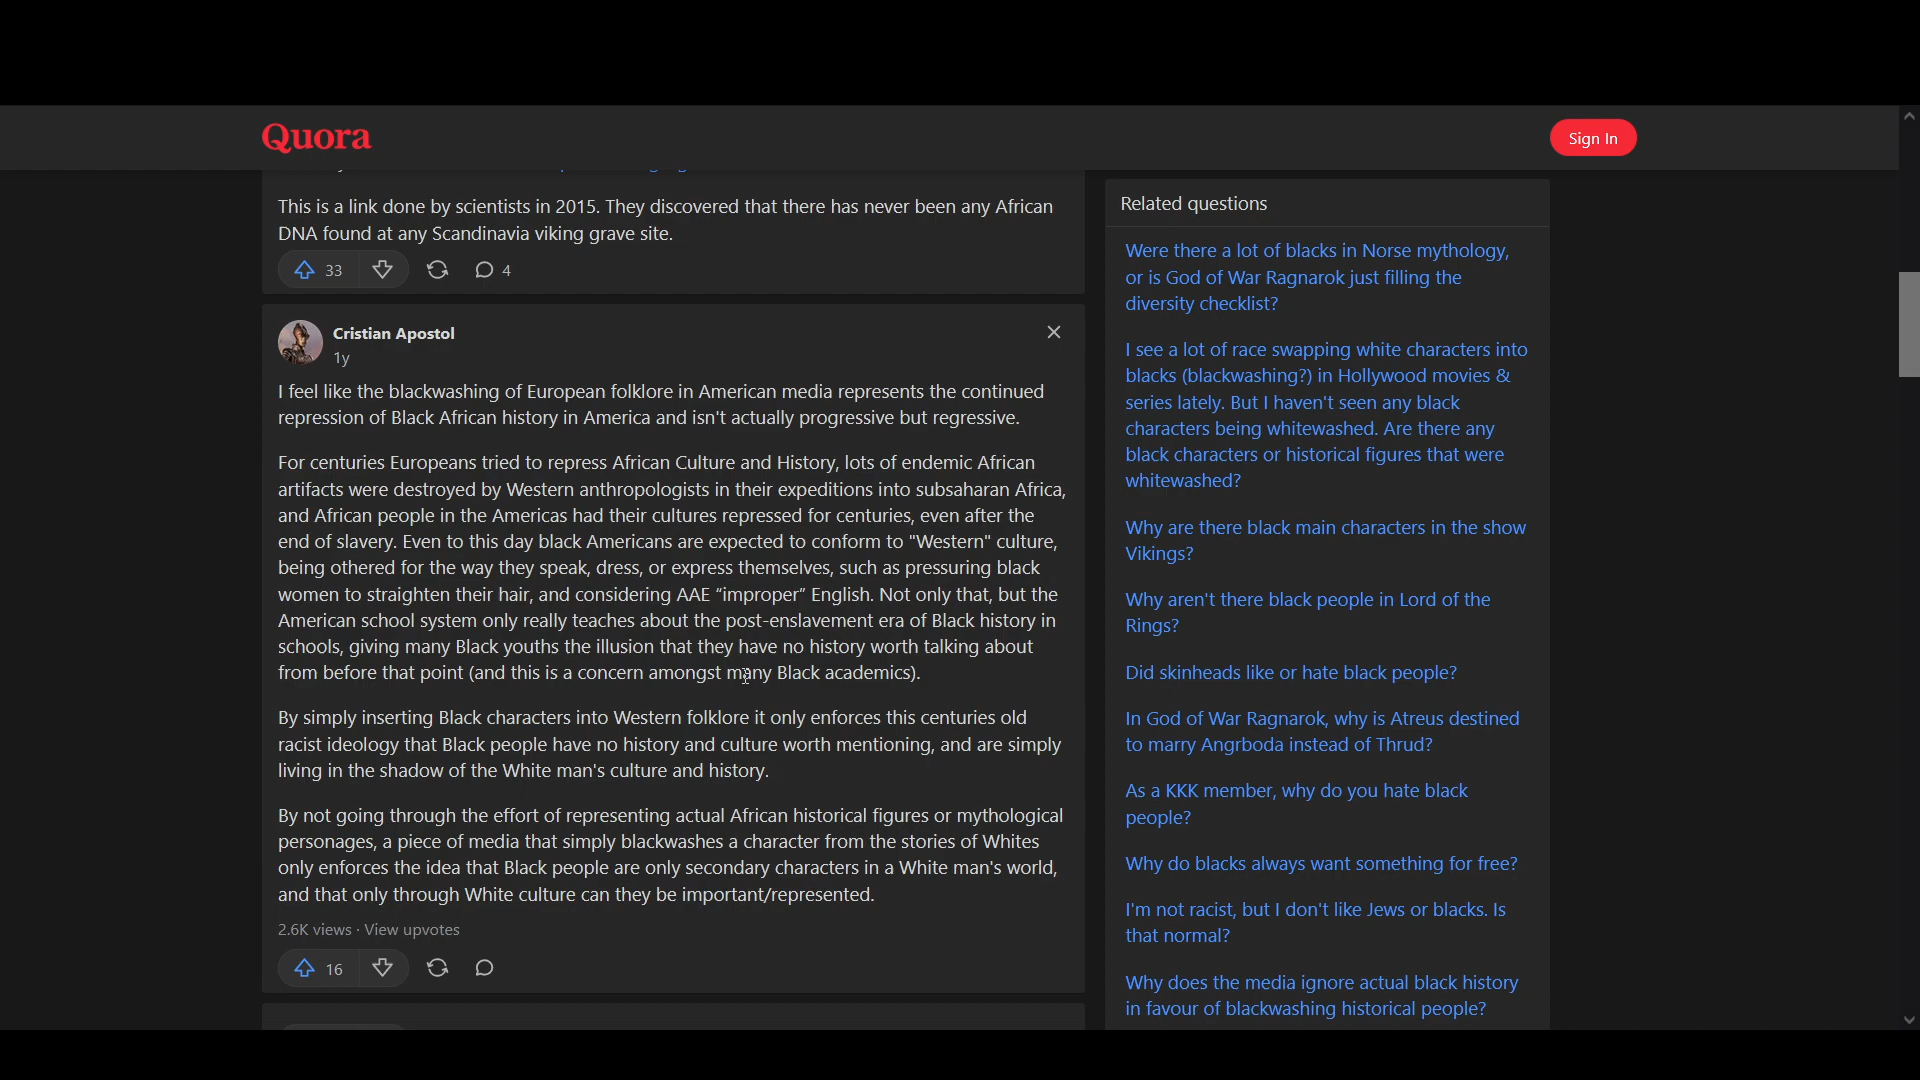 Quora
Sign In
This is a link done by scientists in 2015. They discovered that there has never been any African
DNA found at any Scandinavia viking grave site.
33
4
Cristian Apostol
1y
I feel like the blackwashing of European folklore in American media represents the continued
repression of Black African history in America and isn't actually progressive but regressive.
For centuries Europeans tried to repress African Culture and History, lots of endemic African
artifacts were destroyed by Western anthropologists in their expeditions into subsaharan Africa,
and African people in the Americas had their cultures repressed for centuries, even after the
end of slavery. Even to this day black Americans are expected to conform to "Western" culture,
being othered for the way they speak, dress, or express themselves, such as pressuring black
women to straighten their hair, and considering AAE “improper” English. Not only that, but the
American school system only really teaches about the post-enslavement era of Black history in
schools, giving many Black youths the illusion that they have no history worth talking about
from before that point (and this is a concern amongst many Black academics).
By simply inserting Black characters into Western folklore it only enforces this centuries old
racist ideology that Black people have no history and culture worth mentioning, and are simply
living in the shadow of the White man's culture and history.
By not going through the effort of representing actual African historical figures or mythological
personages, a piece of media that simply blackwashes a character from the stories of Whites
only enforces the idea that Black people are only secondary characters in a White man's world,
and that only through White culture can they be important/represented.
2.6K views · View upvotes
16
Related questions
Were there a lot of blacks in Norse mythology,
or is God of War Ragnarok just filling the
diversity checklist?
I see a lot of race swapping white characters into
blacks (blackwashing?) in Hollywood movies &
series lately. But I haven't seen any black
characters being whitewashed. Are there any
black characters or historical figures that were
whitewashed?
Why are there black main characters in the show
Vikings?
Why aren't there black people in Lord of the
Rings?
Did skinheads like or hate black people?
In God of War Ragnarok, why is Atreus destined
to marry Angrboda instead of Thrud?
As a KKK member, why do you hate black
people?
Why do blacks always want something for free?
I'm not racist, but I don't like Jews or blacks. Is
that normal?
Why does the media ignore actual black history
in favour of blackwashing historical people?